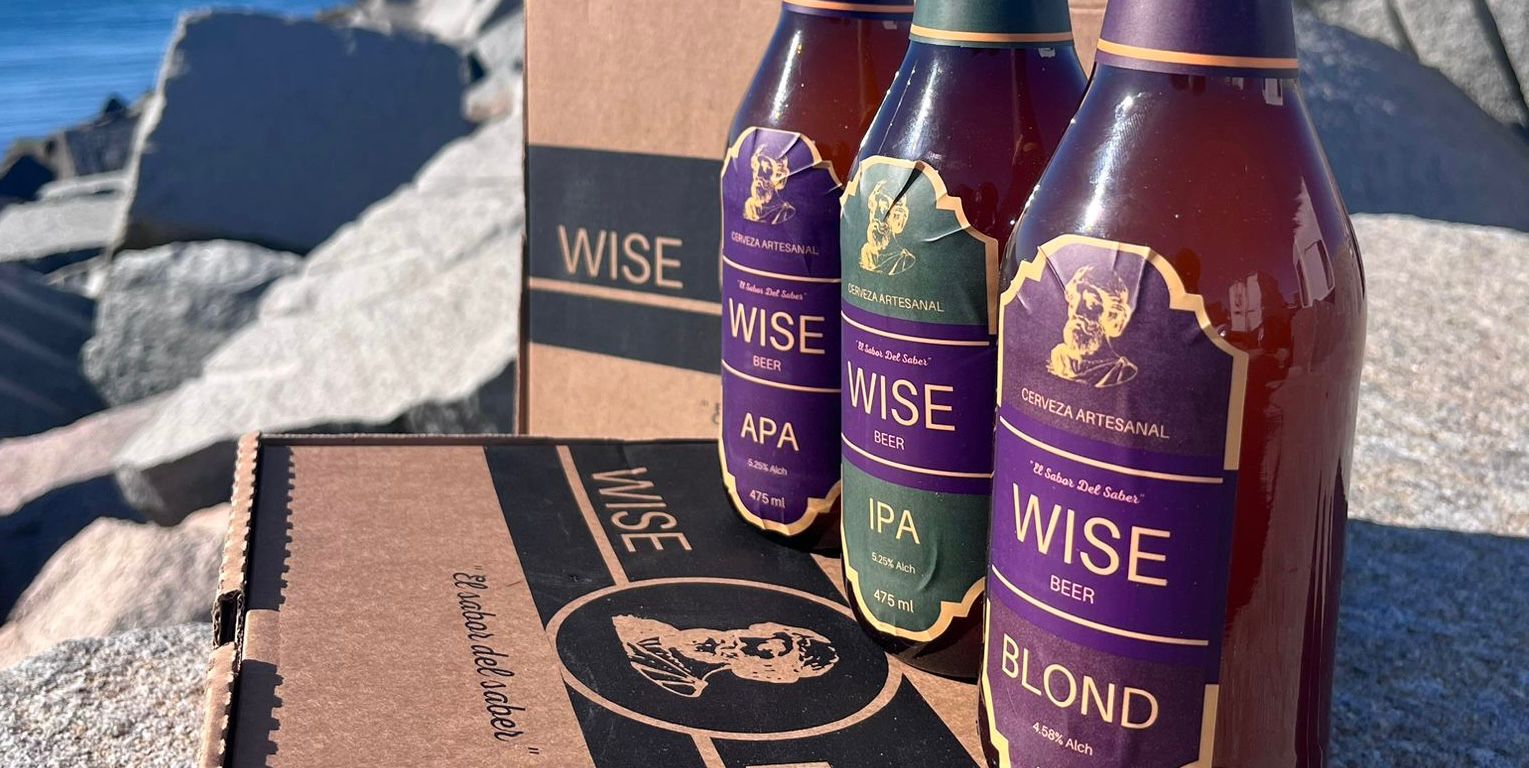 WISE
CERVEZA ARTESANAL
"El Sabor Del Saber"
WISE
BEER
APA
5.25% Alch
475 ml
CERVEZA ARTESANAL
"El Sabor Del Saber"
WISE
BEER
IPA
5.25% Alch
475 ml
CERVEZA ARTESANAL
"El Sabor Del Saber"
WISE
BEER
BLOND
4.58% Alch
WISE
"El sabor del saber"